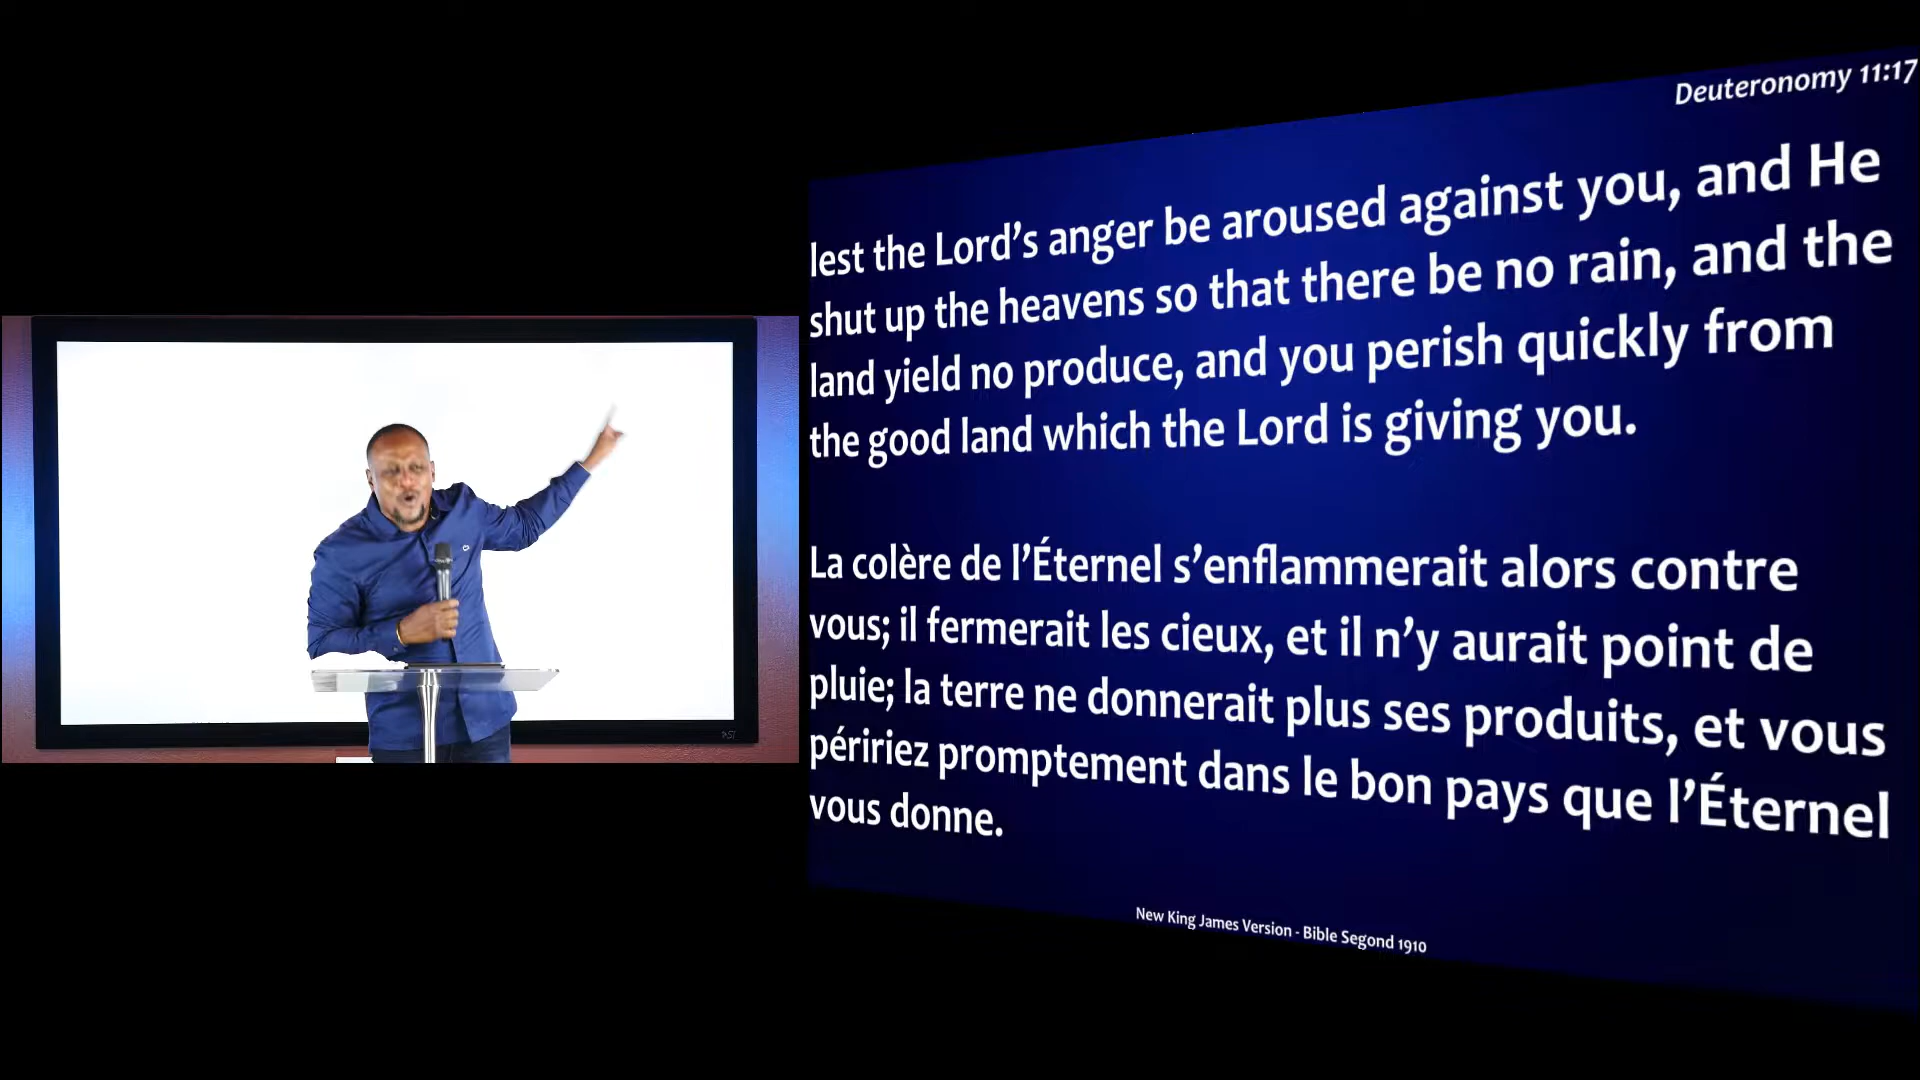 Deuteronomy 11:17
lest the Lord’s anger be aroused against you, and He
shut up the heavens so that there be no rain, and the
land yield no produce, and you perish quickly from
the good land which the Lord is giving you.
La colère de l’Éternel s’enflammerait alors contre
vous; il fermerait les cieux, et il n’y aurait point de
pluie; la terre ne donnerait plus ses produits, et vous
péririez promptement dans le bon pays que l’Éternel
vous donne.
New King James Version - Bible Segond 1910